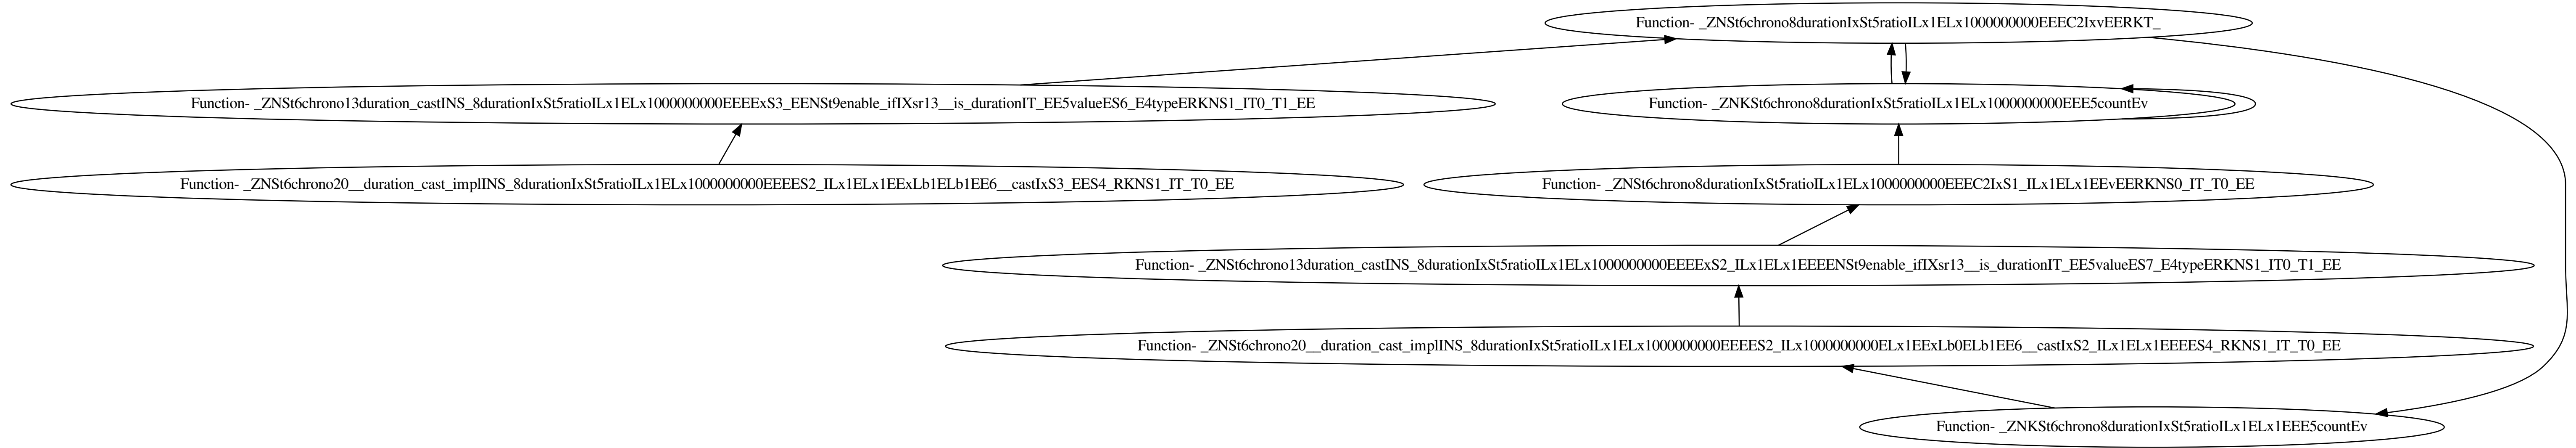 Function- _ZNSt6chrono8durationIxSt5ratioILx1ELx1000000000EEEC2IxvEERKT_
Function- _ZNSt6chrono13duration_castINS_8durationIxSt5ratioILx1ELx1000000000EEEExS3_EENSt9enable_ifIXsr13__is_durationIT_EE5valueES6_E4typeERKNS1_IT0_T1_EE
Function- _ZNKSt6chrono8durationIxSt5ratioILx1ELx1000000000EEE5countEv
Function- _ZNSt6chrono20__duration_cast_implINS_8durationIxSt5ratioILx1ELx1000000000EEEES2_ILx1ELx1EExLb1ELb1EE6__castIxS3_EES4_RKNS1_IT_T0_EE
Function- _ZNSt6chrono8durationIxSt5ratioILx1ELx1000000000EEEC2IxS1_ILx1ELx1EEvEERKNS0_IT_T0_EE
Function- _ZNSt6chrono13duration_castINS_8durationIxSt5ratioILx1ELx1000000000EEEExS2_ILx1ELx1EEEENSt9enable_ifIXsr13__is_durationIT_EE5valueES7_E4typeERKNS1_IT0_T1_EE
Function- _ZNSt6chrono20__duration_cast_implINS_8durationIxSt5ratioILx1ELx1000000000EEEES2_ILx1000000000ELx1EExLb0ELb1EE6__castIxS2_ILx1ELx1EEEES4_RKNS1_IT_T0_EE
Function- _ZNKSt6chrono8durationIxSt5ratioILx1ELx1EEE5countEv